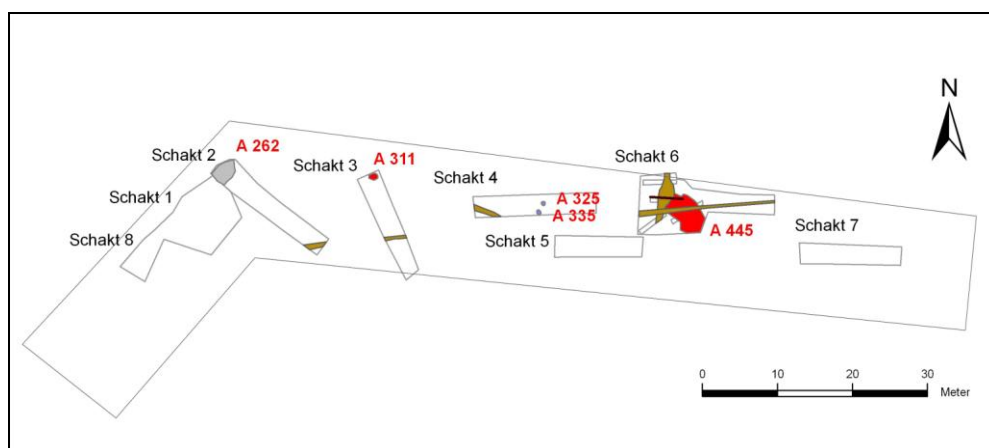 N
Schakt 6
A 262
Schakt 2
A 311
Schakt 3
Schakt 4
A 325
Schakt 1
A 335
A 445
Schakt 7
Schakt 8
Schakt 5
0 10 20 30
Meter